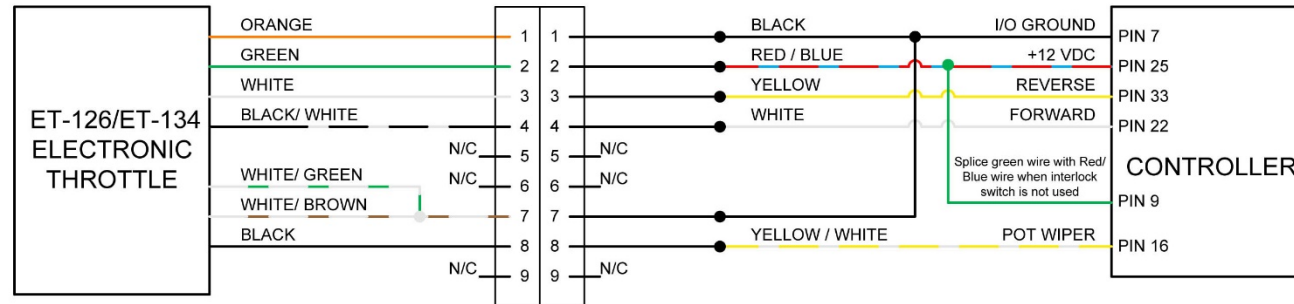 ORANGE
GREEN
WHITE
BLACK/ WHITE
WHITE/ GREEN
WHITE/ BROWN
BLACK
ET-126/ET-134
ELECTRONIC
THROTTLE
N/C
N/C
N/C
1
2
3
4
5
6
7
8
9
1
2
3
4
5
6
7
8
9
N/C
N/C
N/C
BLACK
I/O GROUND
RED / BLUE
+12 VDC
YELLOW
REVERSE
WHITE
FORWARD
Splice green wire with Red/
Blue wire when interlock
switch is not used
YELLOW / WHITE
POT WIPER
PIN 7
PIN 25
PIN 33
PIN 22
CONTROLLER
PIN 9
PIN 16